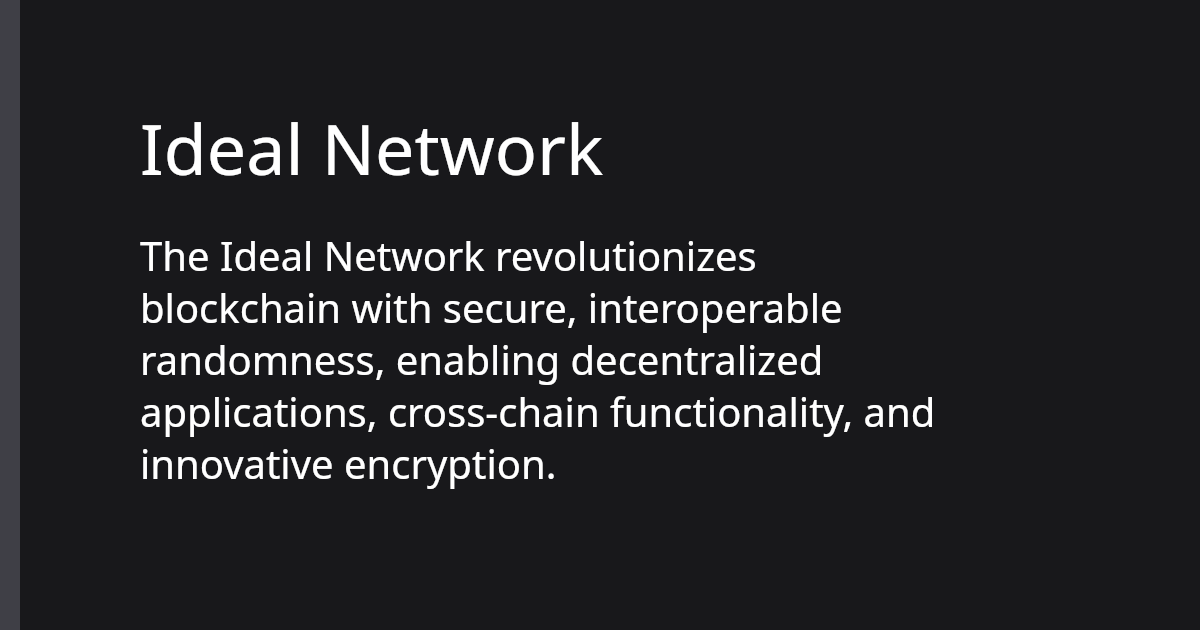 Ideal Network
The Ideal Network revolutionizes
blockchain with secure, interoperable
randomness, enabling decentralized
applications, cross-chain functionality, and
innovative encryption.